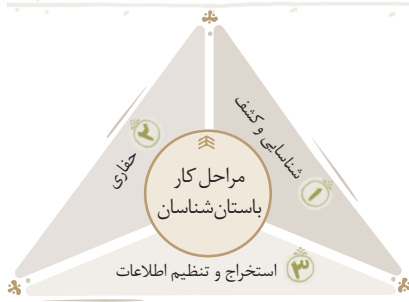 مراحل کار
باستان‌شناسان
۱ شناسایی و کشف
۲ حفاری
۳ استخراج و تنظیم اطلاعات